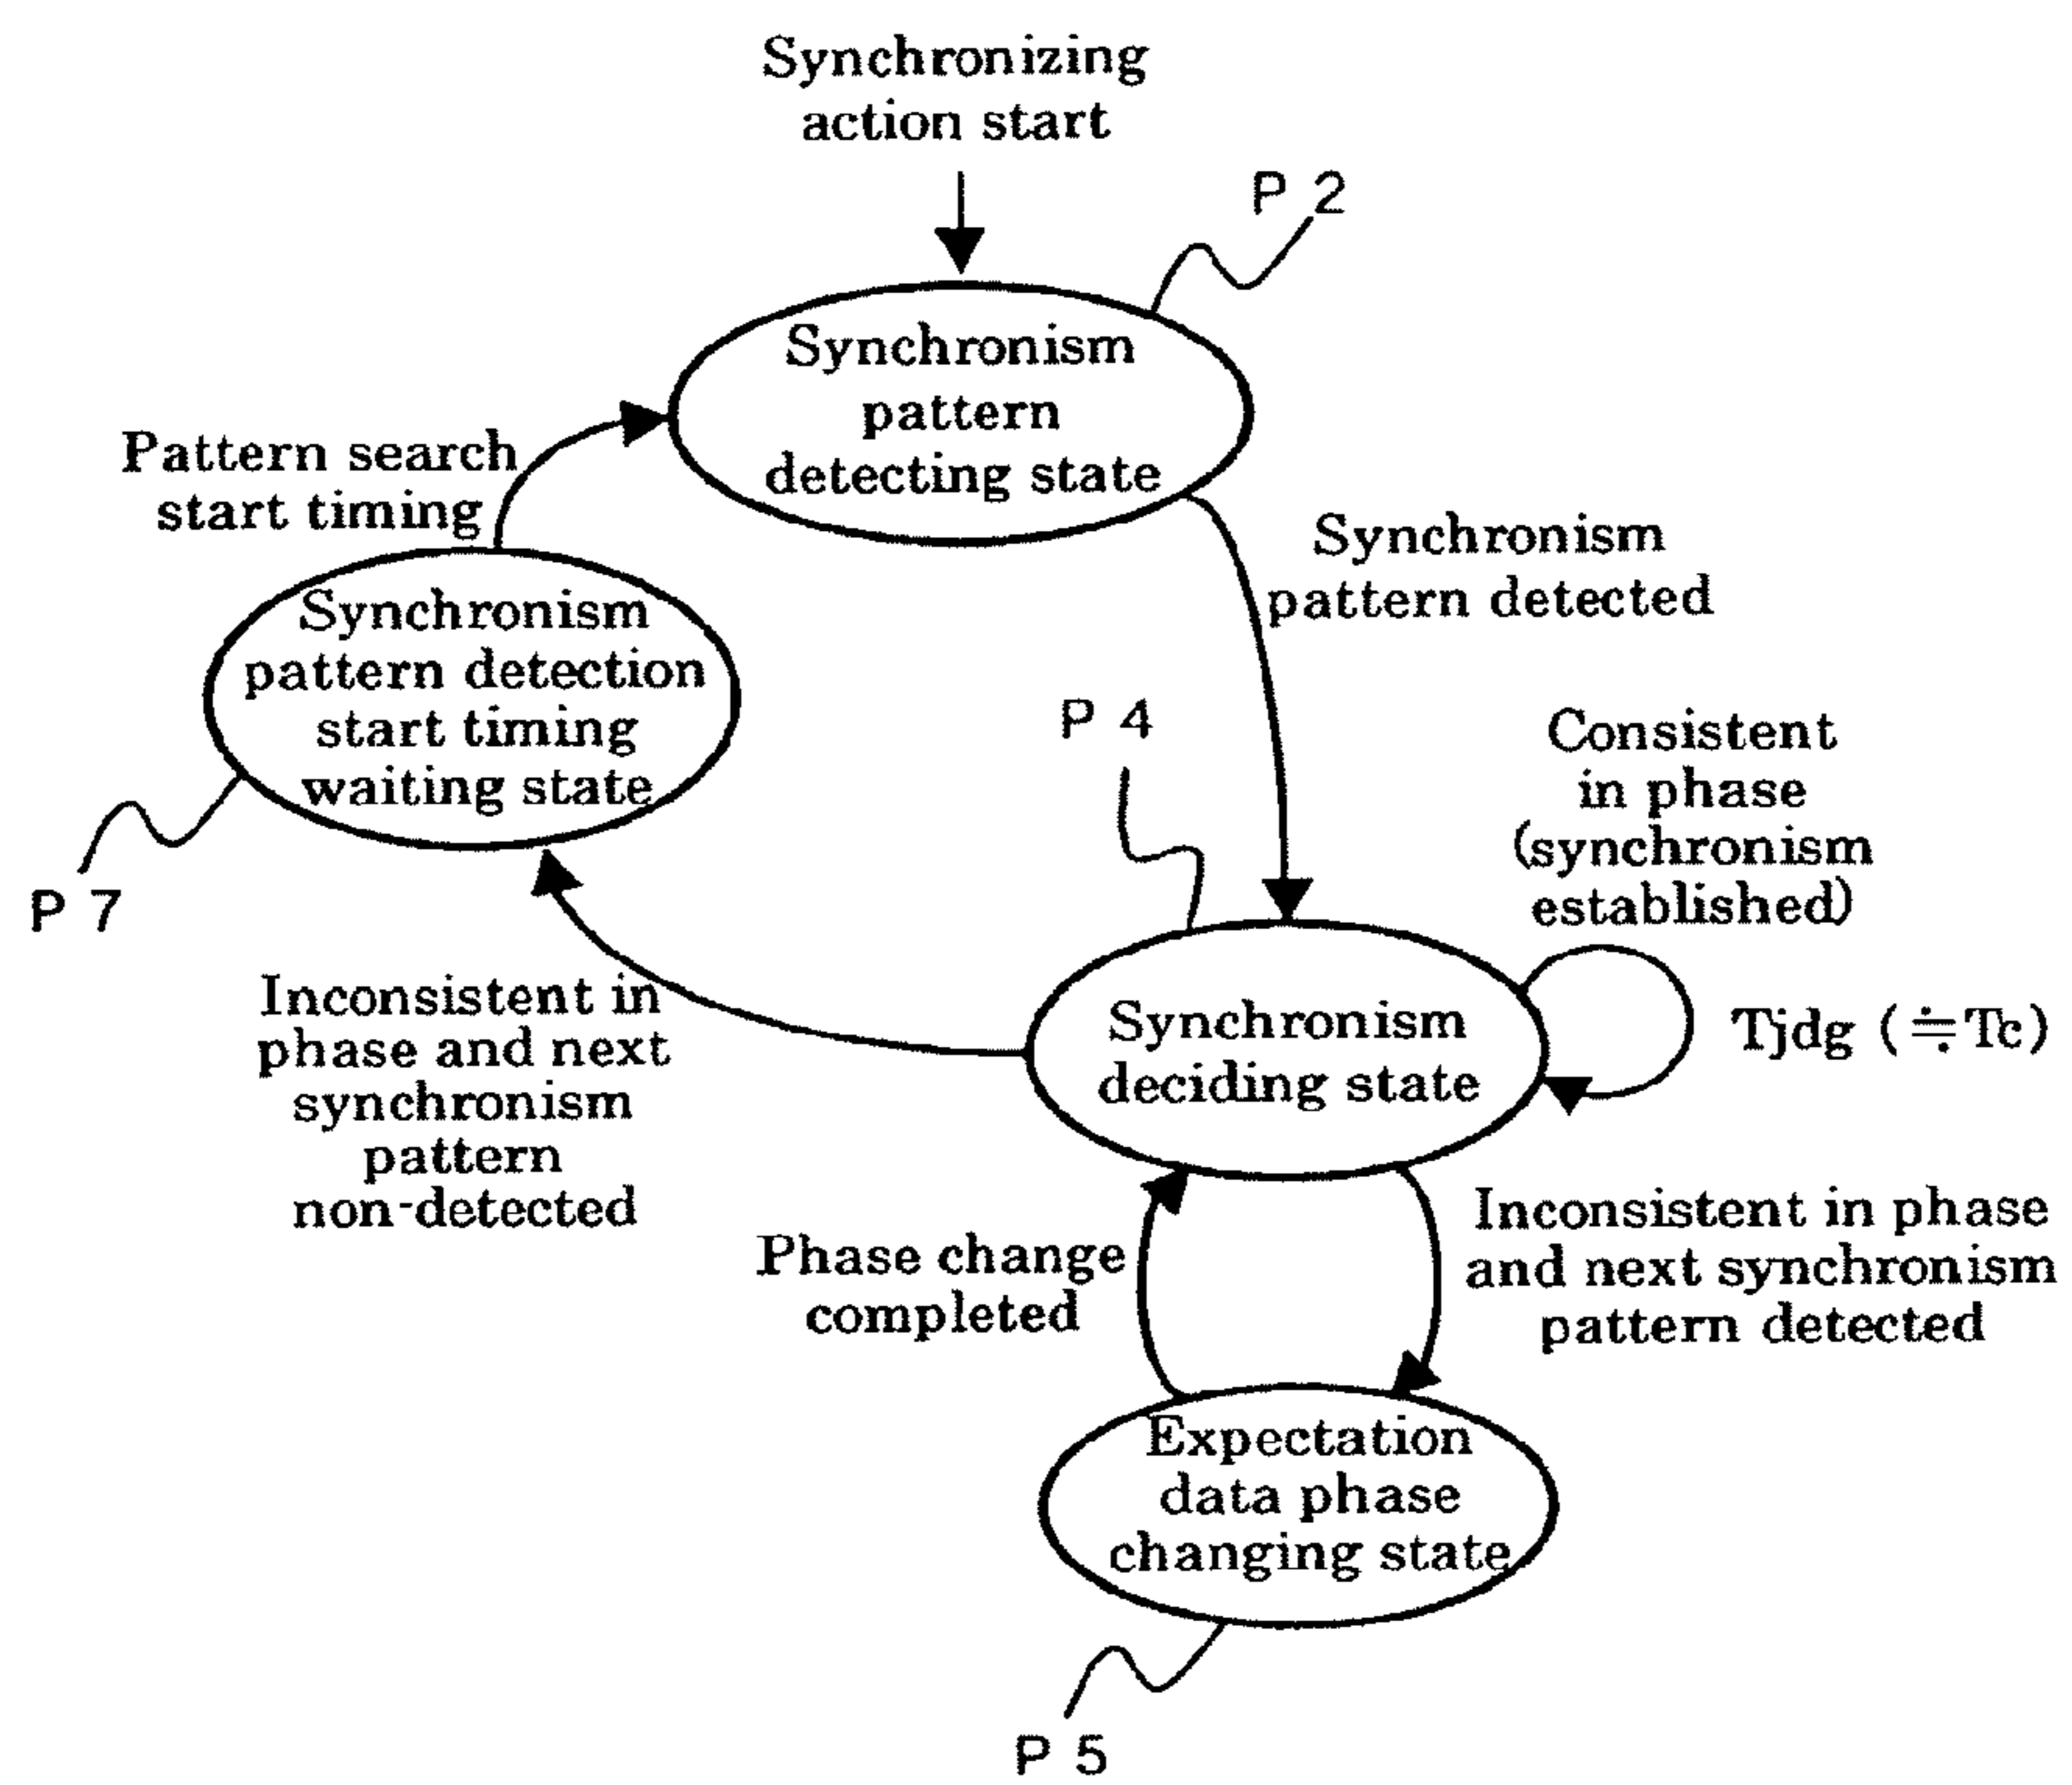 Synchronizing
action start
P 2
Synchronism
pattern
detecting state
Pattern search
start timing
Synchronism
pattern detected
Synchronism
pattern detection
start timing
waiting state
P 7
P 4
Consistent
in phase
(synchronism
established)
Tjdg (≒Tc)
Synchronism
deciding state
Inconsistent in
phase and next
synchronism
pattern
non-detected
Phase change
completed
Inconsistent in phase
and next synchronism
pattern detected
Expectation
data phase
changing state
P 5